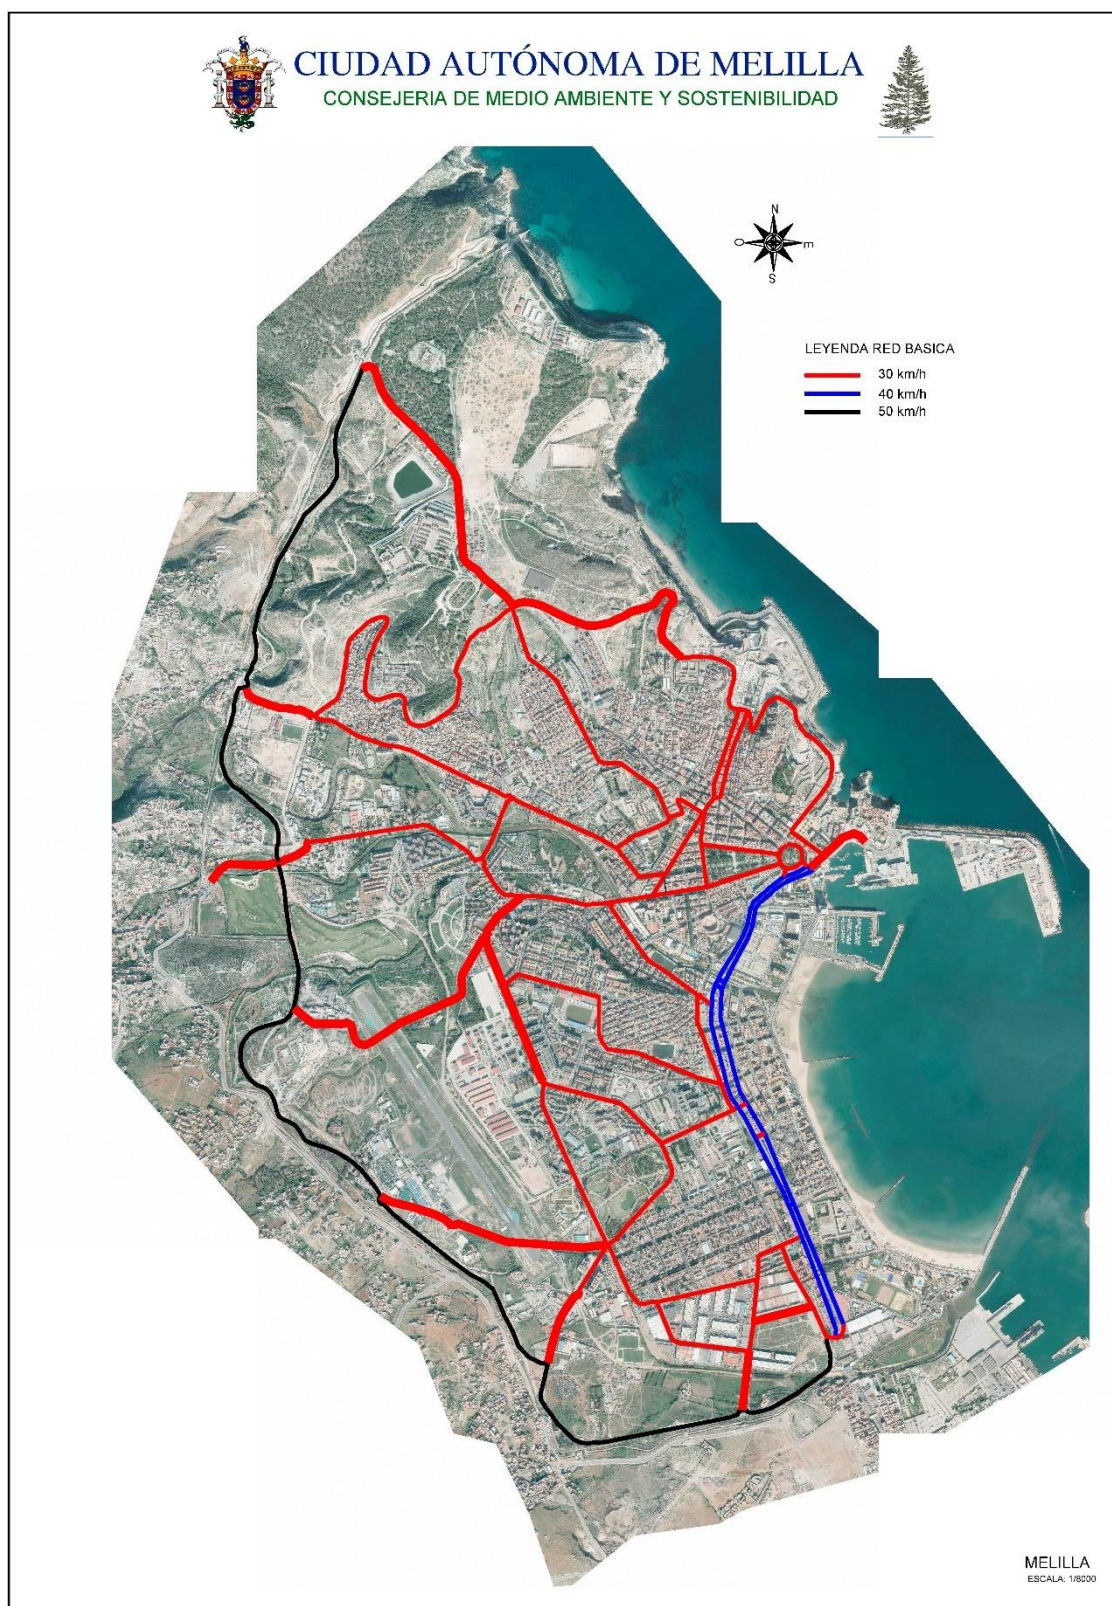 CIUDAD AUTÓNOMA DE MELILLA
CONSEJERIA DE MEDIO AMBIENTE Y SOSTENIBILIDAD
N
O
m
S
LEYENDA RED BASICA
30 km/h
40 km/h
50 km/h
MELILLA
ESCALA: 1/8000